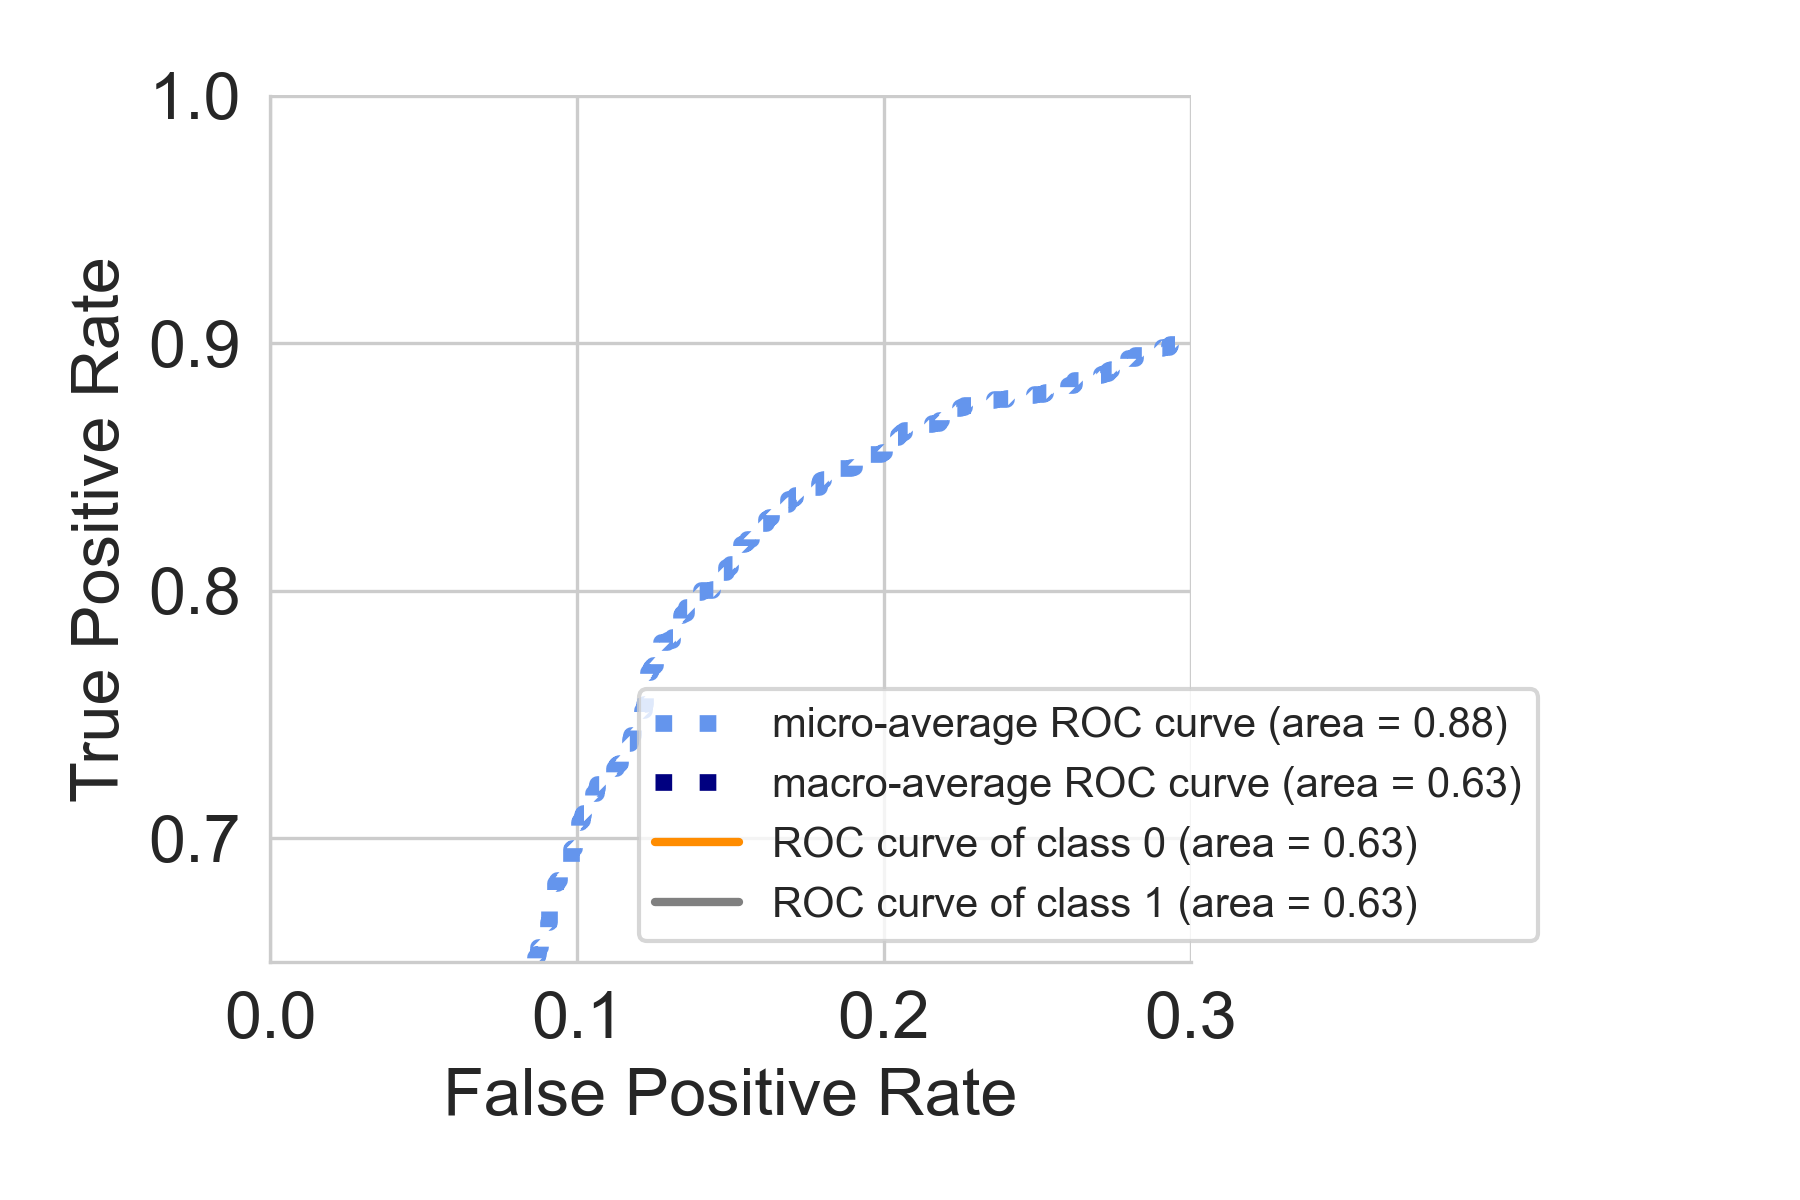 1.0
0.9
0.8
0.7
True Positive Rate
micro-average ROC curve (area = 0.88)
macro-average ROC curve (area = 0.63)
ROC curve of class 0 (area = 0.63)
ROC curve of class 1 (area = 0.63)
0.0 0.1 0.2 0.3
False Positive Rate